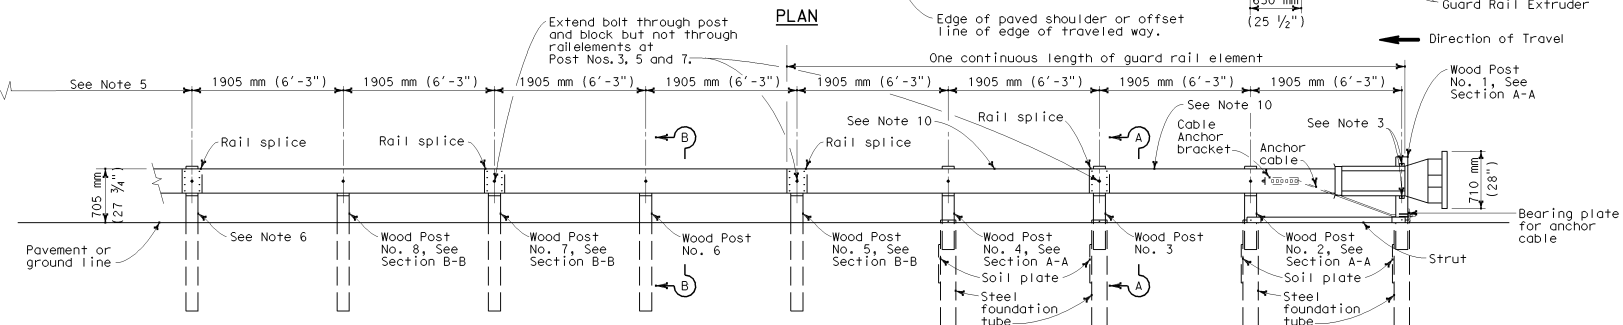 PLAN
Edge of paved shoulder or offset
line of edge of traveled way.
650 mm
(25 ½")
Guard Rail Extruder
Direction of Travel
Extend bolt through post
and block but not through
railelements at
Post Nos. 3, 5 and 7.
One continuous length of guard rail element
See Note 5
1905 mm (6'-3")
1905 mm (6'-3")
1905 mm (6'-3")
1905 mm (6'-3")
1905 mm (6'-3")
1905 mm (6'-3")
1905 mm (6'-3")
1905 mm (6'-3")
Wood Post
No. 1, See
Section A-A
Rail splice
Rail splice
B
Rail splice
See Note 10
Rail splice
A
See Note 10
Cable
Anchor
bracket
Anchor
cable
See Note 3
705 mm
(27 ¾")
710 mm
(28")
Pavement or
ground line
See Note 6
Wood Post
No. 8, See
Section B-B
Wood Post
No. 7, See
Section B-B
Wood Post
No. 6
B
Wood Post
No. 5, See
Section B-B
Wood Post
No. 4, See
Section A-A
Soil plate
Steel
foundation
tube
Wood Post
No. 3
A
Wood Post
No. 2, See
Section A-A
Soil plate
Steel
foundation
tube
Strut
Bearing plate
for anchor
cable